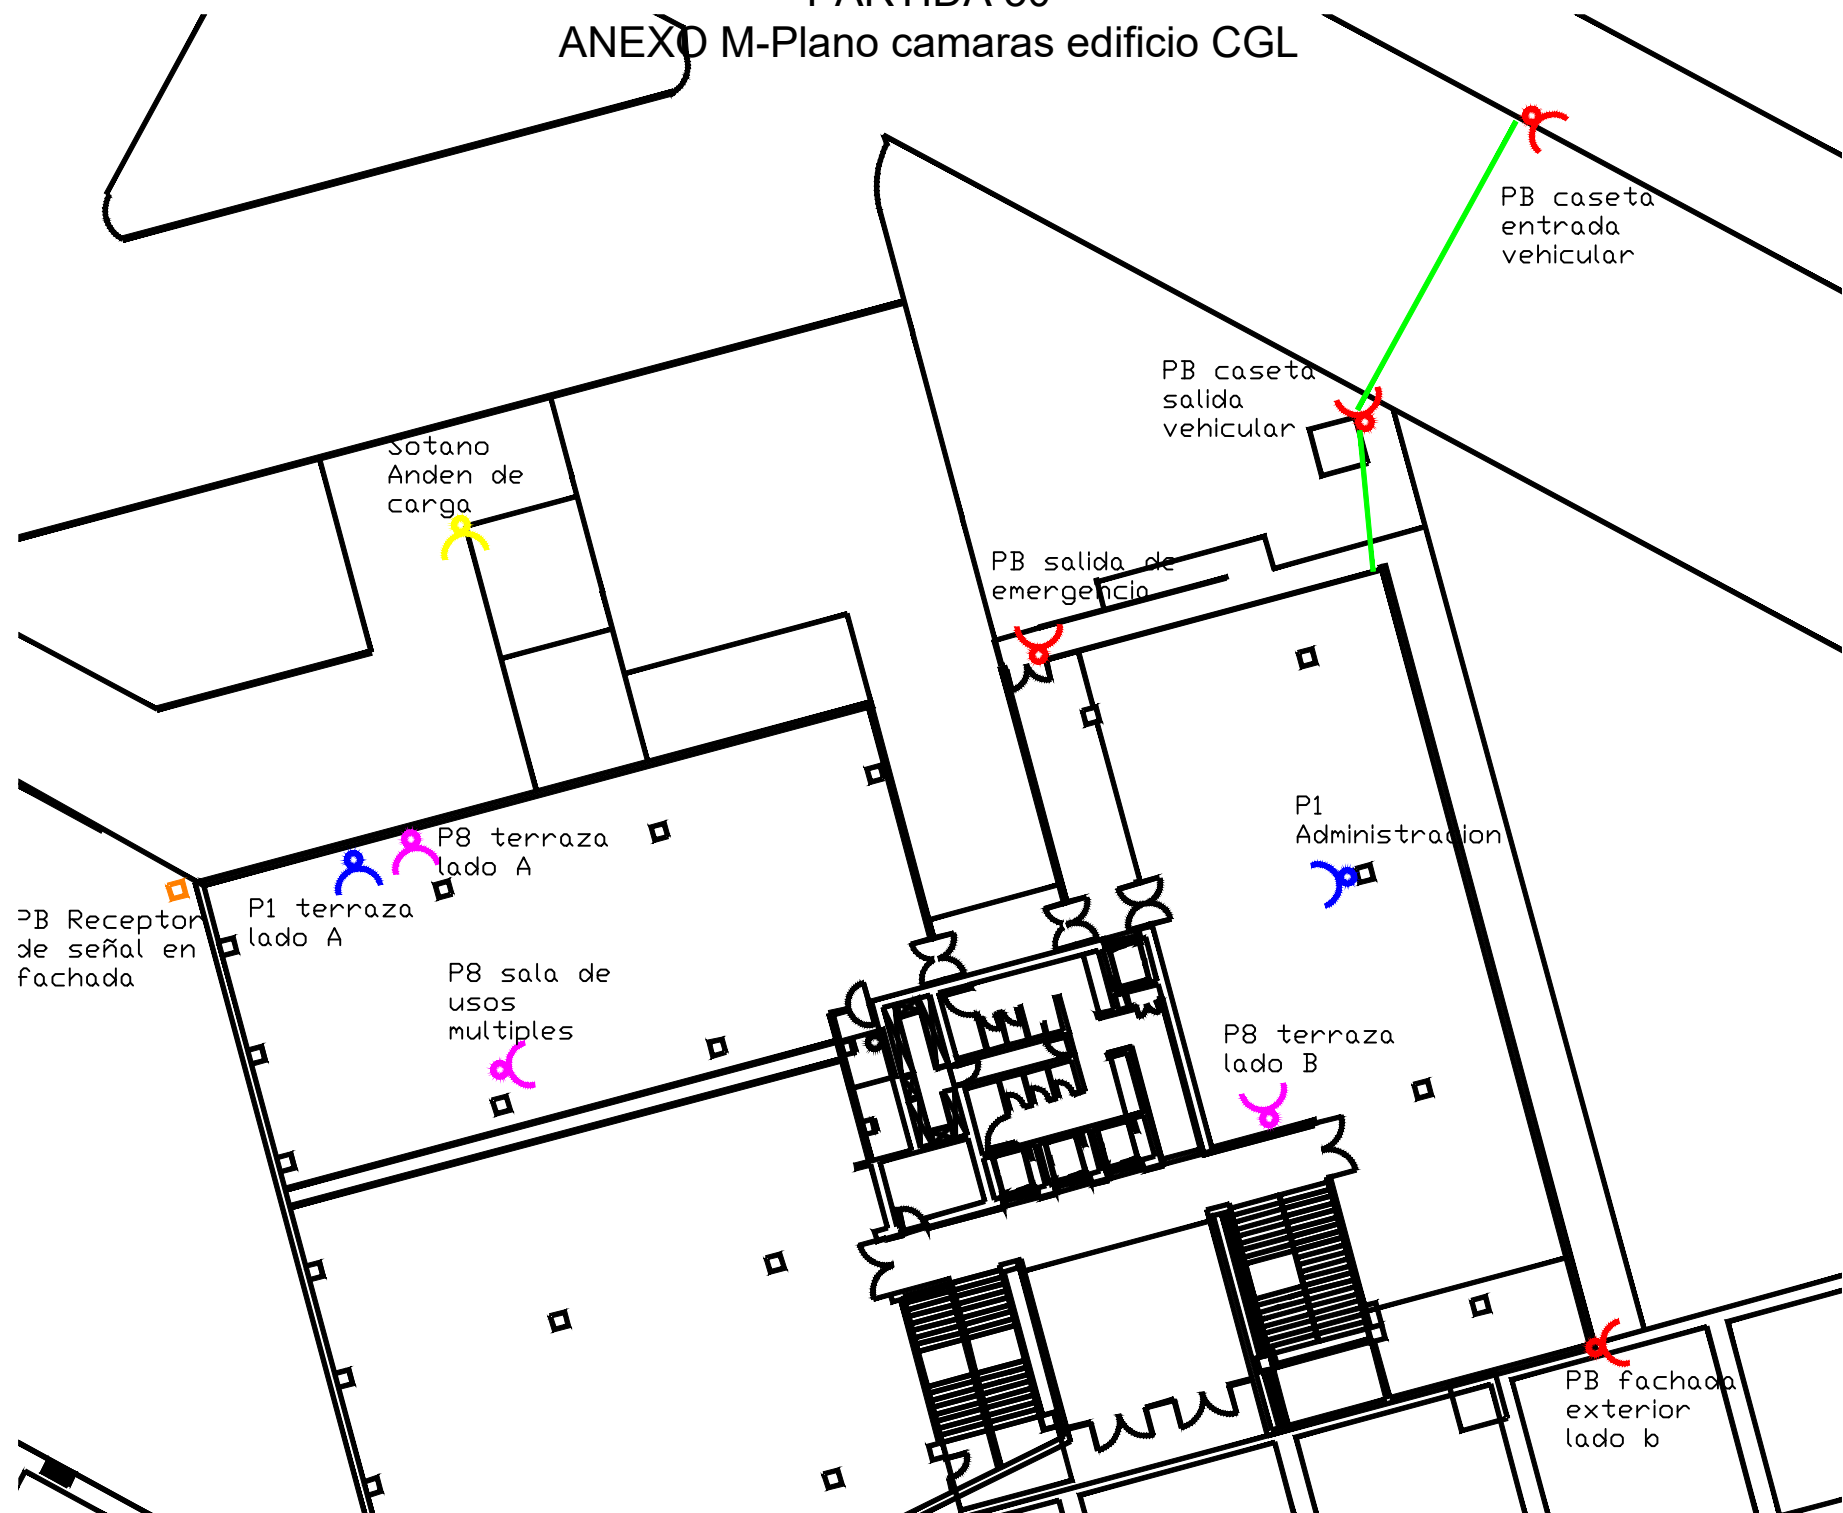 PARTIDA
ANEXO M-Plano camaras edificio CGL
PB caseta
entrada
vehicular
PB caseta
salida
vehicular
Sotano
Anden de
carga
PB salida de
emergencia
P1
Administracion
P8 terraza
lado A
P1 terraza
lado A
PB Receptor
de señal en
fachada
P8 sala de
usos
multiples
P8 terraza
lado B
PB fachada
exterior
lado b